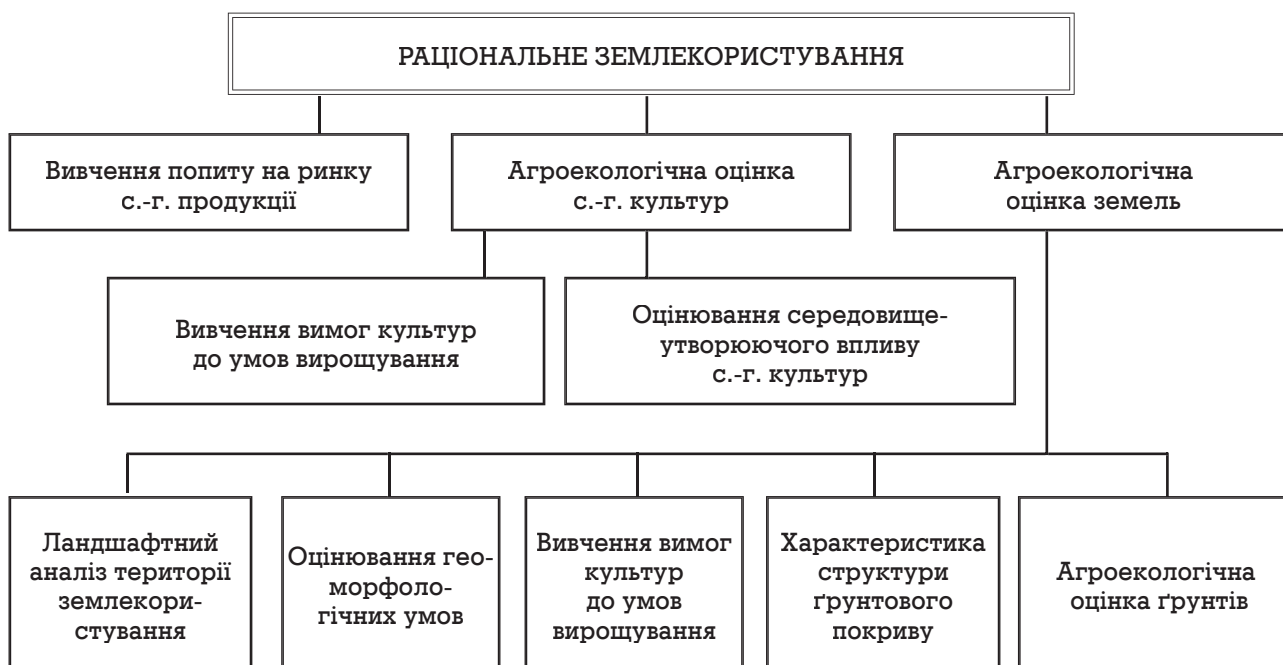 РАЦІОНАЛЬНЕ ЗЕМЛЕКОРИСТУВАННЯ
Вивчення попиту на ринку
с.-г. продукції
Агроекологічна оцінка
с.-г. культур
Агроекологічна
оцінка земель
Вивчення вимог культур
до умов вирощування
Оцінювання середовище-
утворюючого впливу
с.-г. культур
Ландшафтний
аналіз території
землекори-
стування
Оцінювання гео-
морфоло-
гічних умов
Вивчення вимог
культур
до умов
вирощування
Характеристика
структури
ґрунтового
покриву
Агроекологічна
оцінка ґрунтів